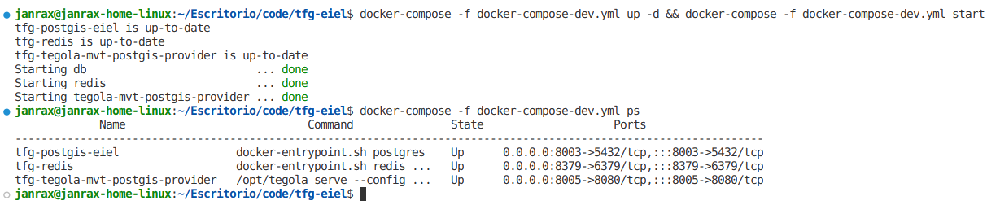 janrax@janrax-home-linux:~/Escritorio/code/tfg-eiel$ docker-compose -f docker-compose-dev.yml up -d && docker-compose -f docker-compose-dev.yml start
tfg-postgis-eiel is up-to-date
tfg-redis is up-to-date
tfg-tegola-mvt-postgis-provider is up-to-date
Starting db                         ... done
Starting redis                      ... done
Starting tegola-mvt-postgis-provider ... done
janrax@janrax-home-linux:~/Escritorio/code/tfg-eiel$ docker-compose -f docker-compose-dev.yml ps
             Name                            Command               State                    Ports
----------------------------------------------------------------------------------------------------------------
tfg-postgis-eiel                  docker-entrypoint.sh postgres    Up      0.0.0.0:8003->5432/tcp,:::8003->5432/tcp
tfg-redis                         docker-entrypoint.sh redis ...   Up      0.0.0.0:8379->6379/tcp,:::8379->6379/tcp
tfg-tegola-mvt-postgis-provider   /opt/tegola serve --config ...   Up      0.0.0.0:8005->8080/tcp,:::8005->8080/tcp
janrax@janrax-home-linux:~/Escritorio/code/tfg-eiel$